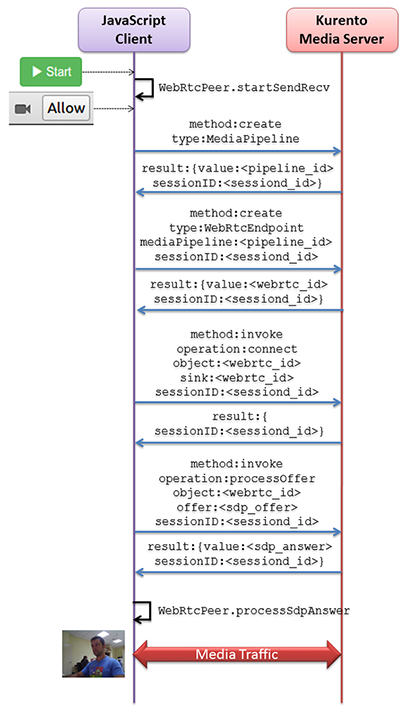 JavaScript
Client
Kurento
Media Server
Start
WebRtcPeer.startSendRecv
Allow
method:create
type:MediaPipeline
result:{value:<pipeline_id>
sessionID:<sessiond_id>}
method:create
type:WebRtcEndpoint
mediaPipeline:<pipeline_id>
sessionID:<sessiond_id>
result:{value:<webrtc_id>
sessionID:<sessiond_id>}
method:invoke
operation:connect
object:<webrtc_id>
sink:<webrtc_id>
sessionID:<sessiond_id>
result:{
sessionID:<sessiond_id>}
method:invoke
operation:processOffer
object:<webrtc_id>
offer:<sdp_offer>
sessionID:<sessiond_id>
result:{value:<sdp_answer>
sessionID:<sessiond_id>}
WebRtcPeer.processSdpAnswer
Media Traffic